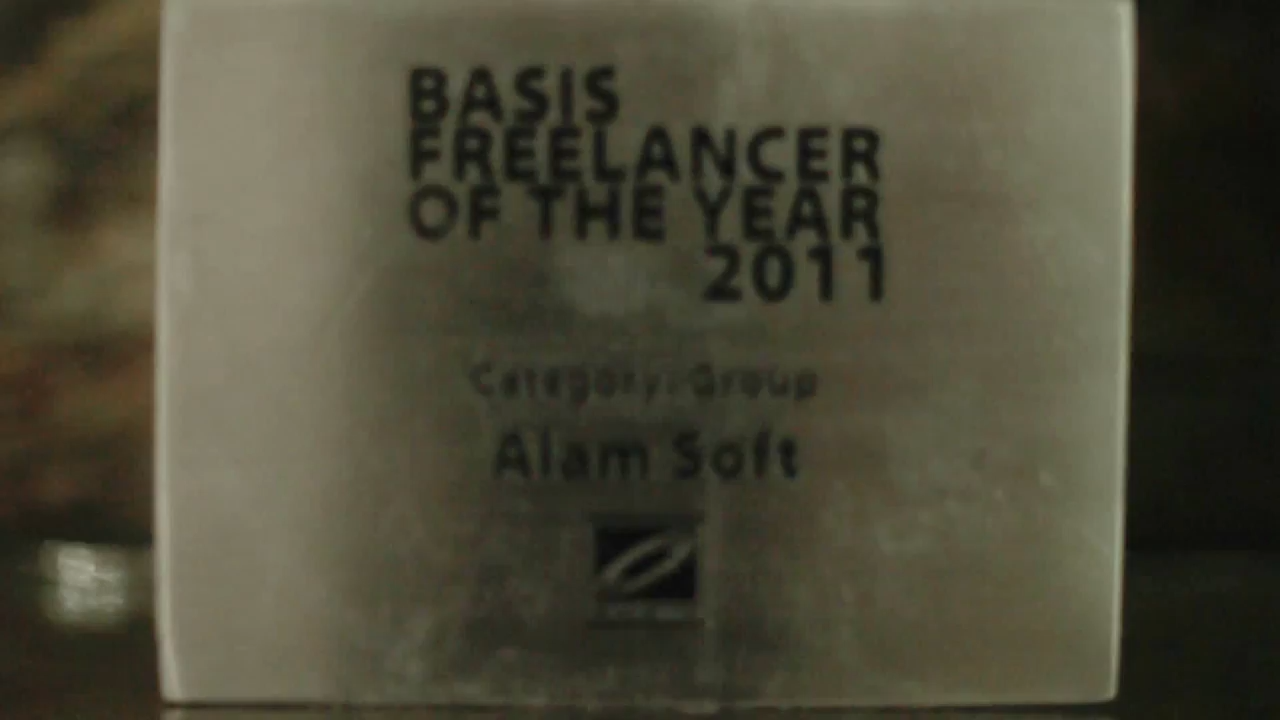 BASIS
FREELANCER
OF THE YEAR
2011
Category: Group
Alam Soft